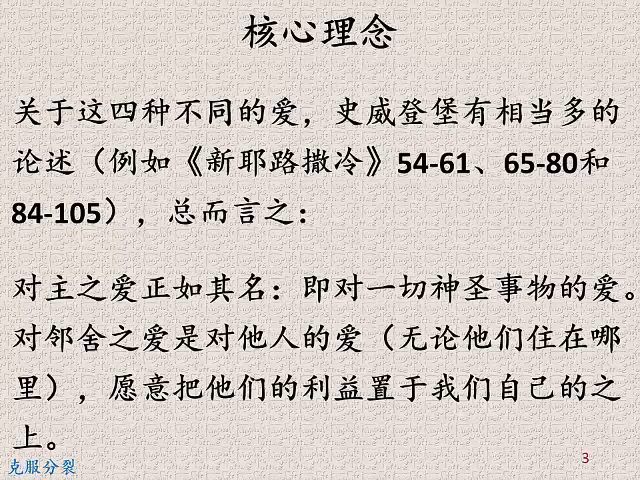 核心理念
关于这四种不同的爱，史威登堡有相当多的
论述（例如《新耶路撒冷》54-61、65-80和
84-105），总而言之：
对主之爱正如其名：即对一切神圣事物的爱。
对邻舍之爱是对他人的爱（无论他们住在哪
里），愿意把他们的利益置于我们自己的之
上。
克服分裂
3